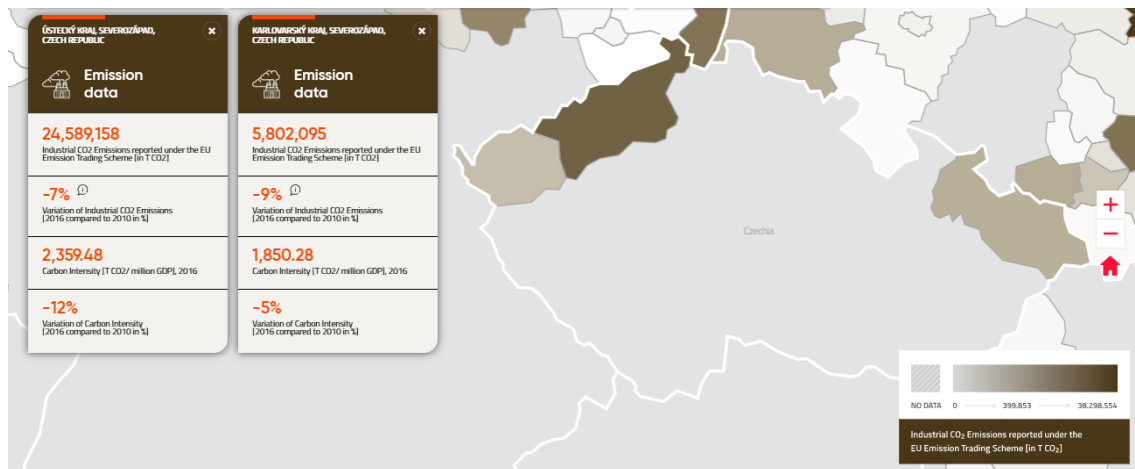 ÚSTECKÝ KRAJ, SEVEROZÁPAD,
CZECH REPUBLIC
Emission
data
24,589,158
Industrial CO2 Emissions reported under the EU
Emission Trading Scheme [in T CO2]
-7%
Variation of Industrial CO2 Emissions
[2016 compared to 2010 in %]
2,359.48
Carbon Intensity [T CO2/ million GDP], 2016
-12%
Variation of Carbon Intensity
[2016 compared to 2010 in %]
KARLOVARSKÝ KRAJ, SEVEROZÁPAD,
CZECH REPUBLIC
Emission
data
5,802,095
Industrial CO2 Emissions reported under the EU
Emission Trading Scheme [in T CO2]
-9%
Variation of Industrial CO2 Emissions
[2016 compared to 2010 in %]
1,850.28
Carbon Intensity [T CO2/ million GDP], 2016
-5%
Variation of Carbon Intensity
[2016 compared to 2010 in %]
Czechia
NO DATA 0 399.853 38.298.554
Industrial CO₂ Emissions reported under the
EU Emission Trading Scheme [in T CO₂]